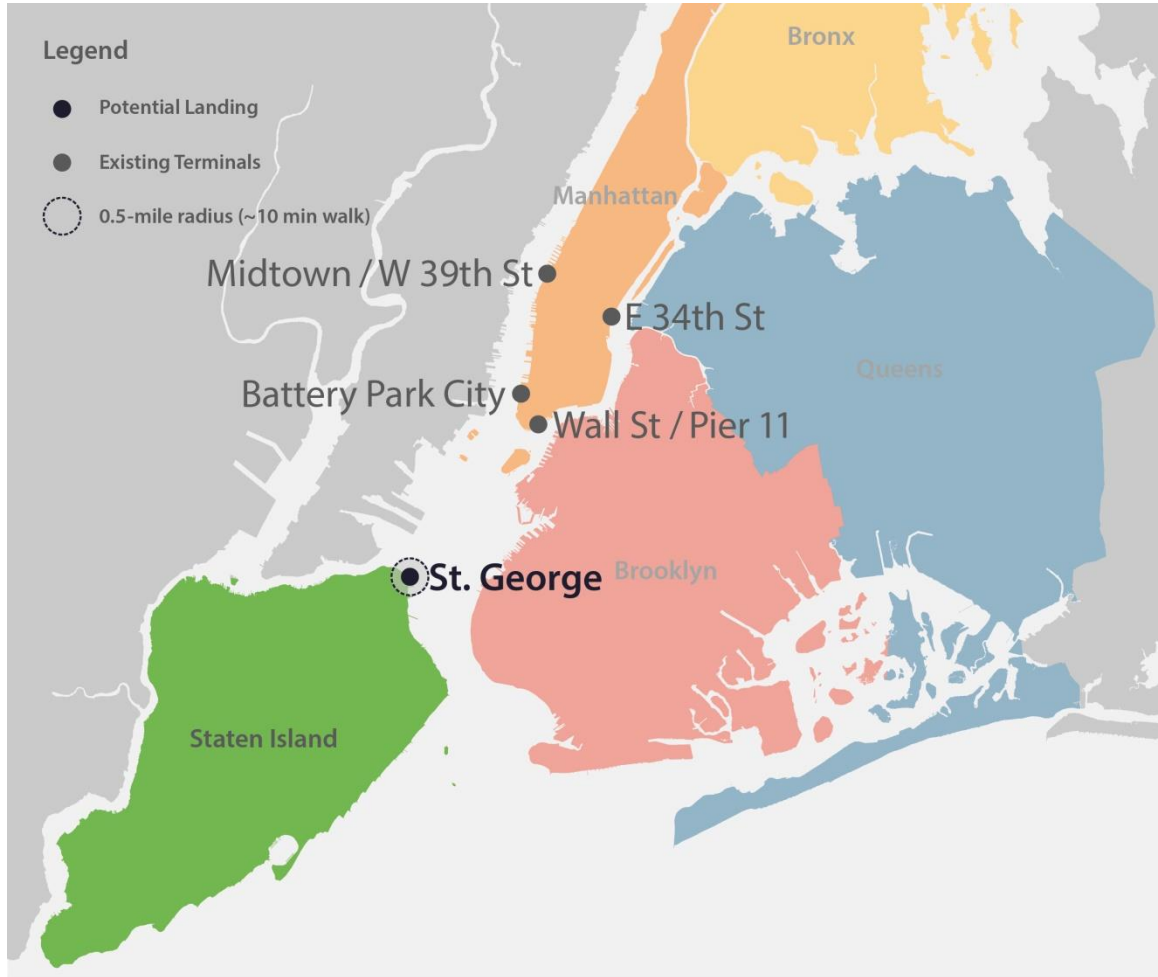 Legend
Potential Landing
Existing Terminals
0.5-mile radius (~10 min walk)
Bronx
Manhattan
Midtown / W 39th St
E 34th St
Queens
Battery Park City
Wall St / Pier 11
St. George
Brooklyn
Staten Island